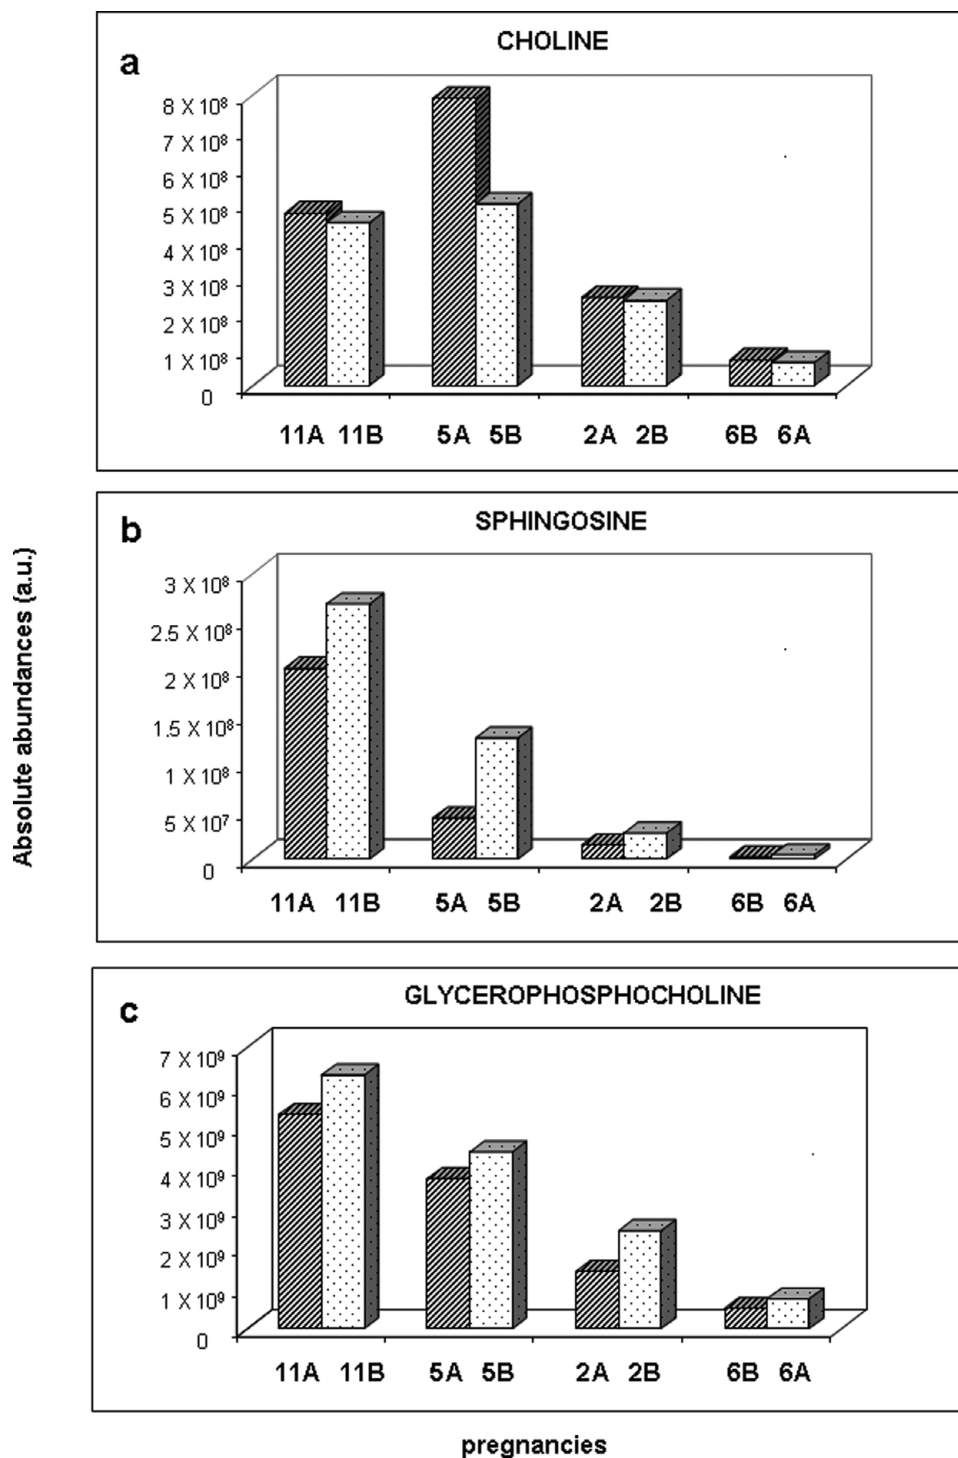 CHOLINE
a
8 X 10⁸
7 X 10⁸
6 X 10⁸
5 X 10⁸
4 X 10⁸
3 X 10⁸
2 X 10⁸
1 X 10⁸
0
11A 11B 5A 5B 2A 2B 6B 6A
SPHINGOSINE
b
3 X 10⁸
2.5 X 10⁸
2 X 10⁸
1.5 X 10⁸
1 X 10⁸
5 X 10⁷
0
11A 11B 5A 5B 2A 2B 6B 6A
Absolute abundances (a.u.)
GLYCEROPHOSPHOCHOLINE
c
7 X 10⁹
6 X 10⁹
5 X 10⁹
4 X 10⁹
3 X 10⁹
2 X 10⁹
1 X 10⁹
0
11A 11B 5A 5B 2A 2B 6B 6A
pregnancies